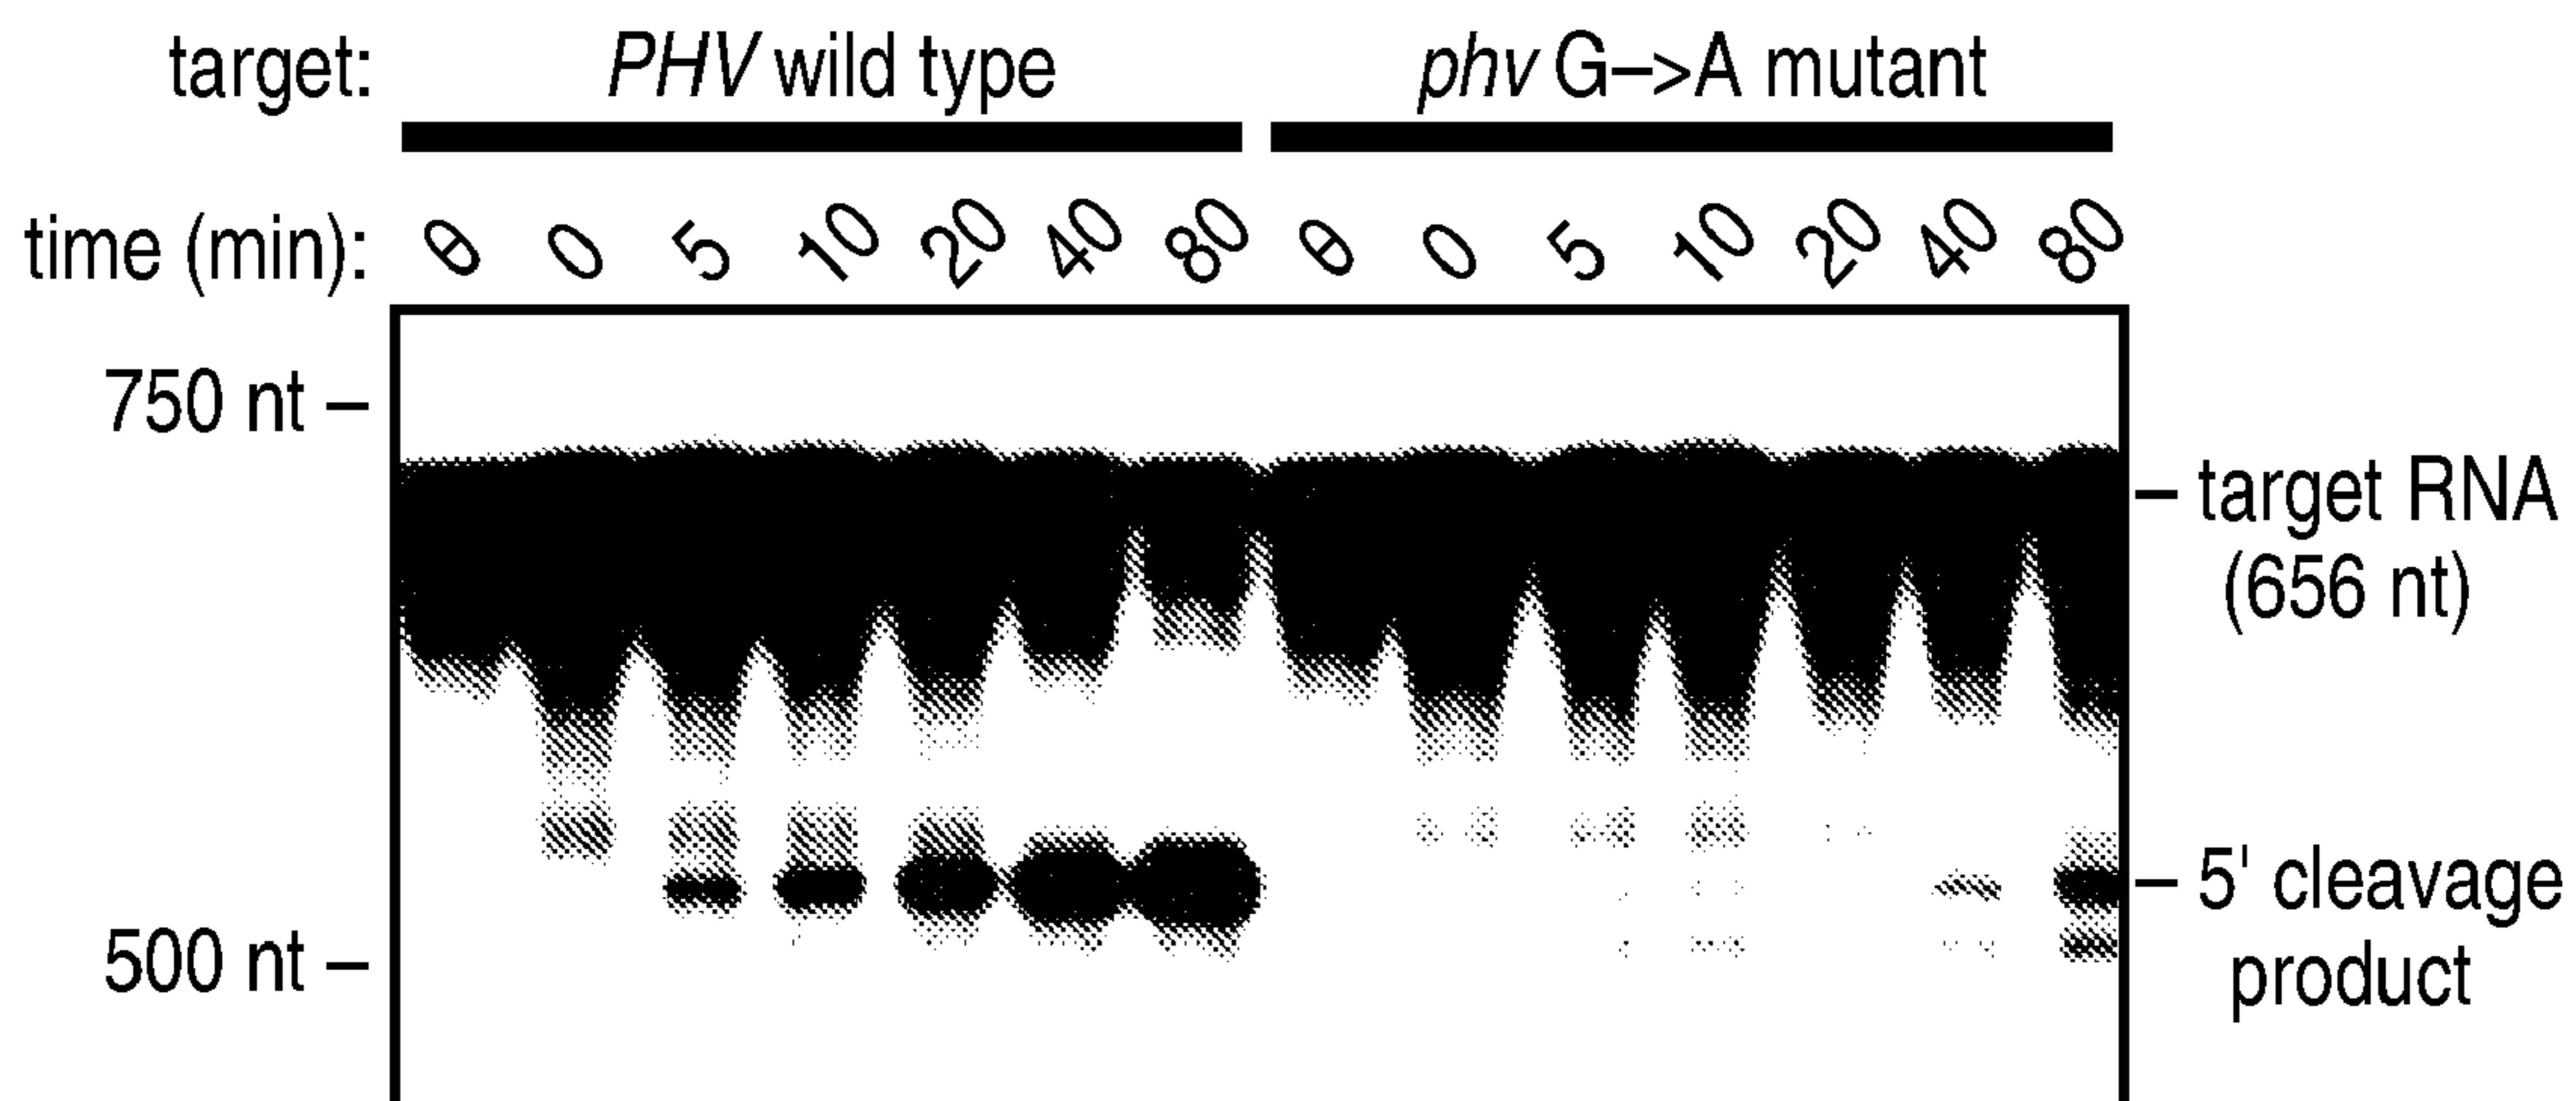 target: PHV wild type phv G–>A mutant
time (min): θ 0 5 10 20 40 80 θ 0 5 10 20 40 80
750 nt –
– target RNA
(656 nt)
– 5' cleavage
product
500 nt –